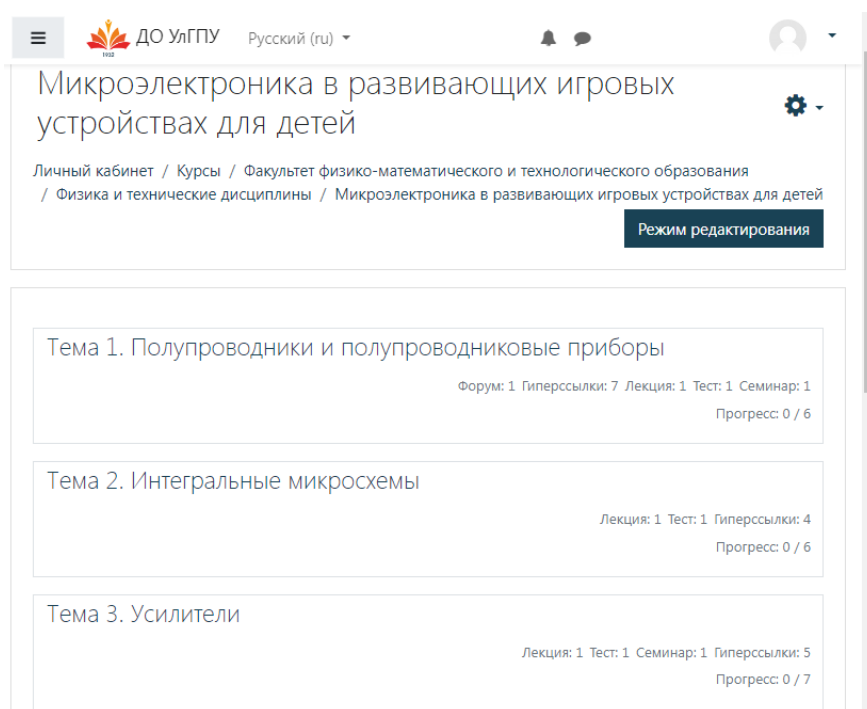 ДО УлГПУ Русский (ru)
1932
Микроэлектроника в развивающих игровых
устройствах для детей
Личный кабинет / Курсы / Факультет физико-математического и технологического образования
/ Физика и технические дисциплины / Микроэлектроника в развивающих игровых устройствах для детей
Режим редактирования
Тема 1. Полупроводники и полупроводниковые приборы
Форум: 1 Гиперссылки: 7 Лекция: 1 Тест: 1 Семинар: 1
Прогресс: 0 / 6
Тема 2. Интегральные микросхемы
Лекция: 1 Тест: 1 Гиперссылки: 4
Прогресс: 0 / 6
Тема 3. Усилители
Лекция: 1 Тест: 1 Семинар: 1 Гиперссылки: 5
Прогресс: 0 / 7